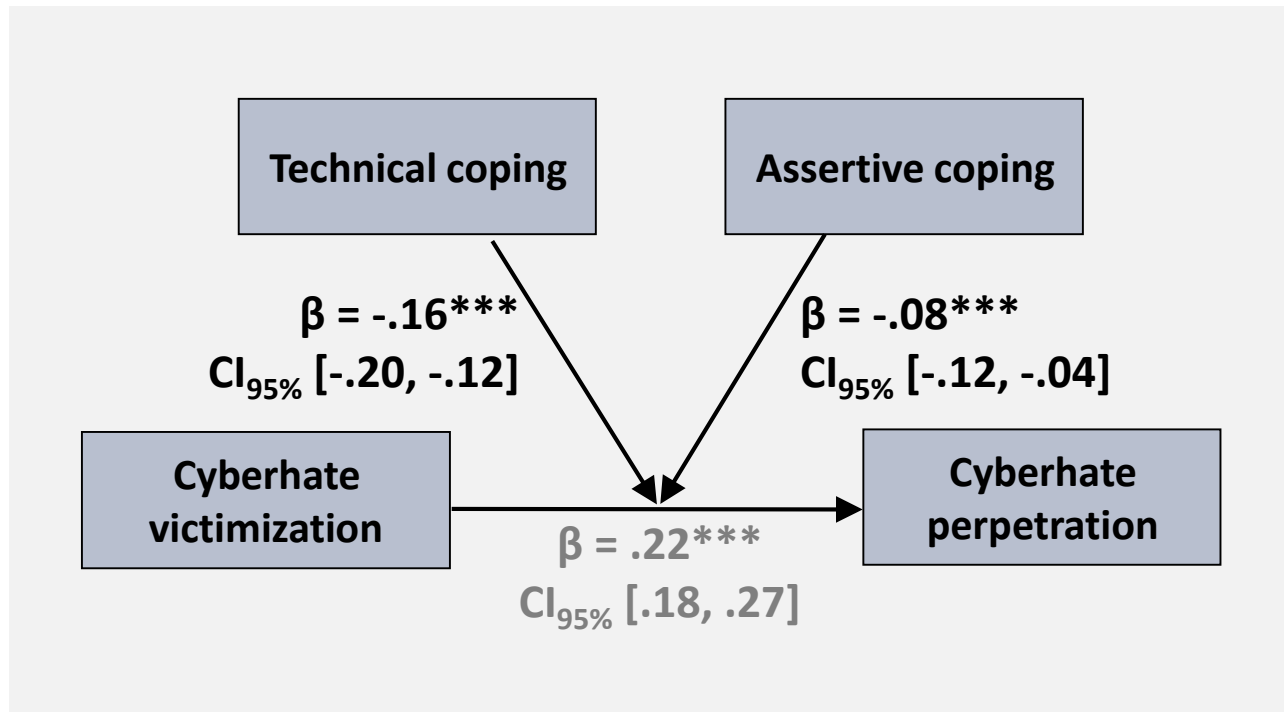 Technical coping
Assertive coping
β = -.16***
CI95% [-.20, -.12]
β = -.08***
CI95% [-.12, -.04]
Cyberhate
victimization
β = .22***
CI95% [.18, .27]
Cyberhate
perpetration